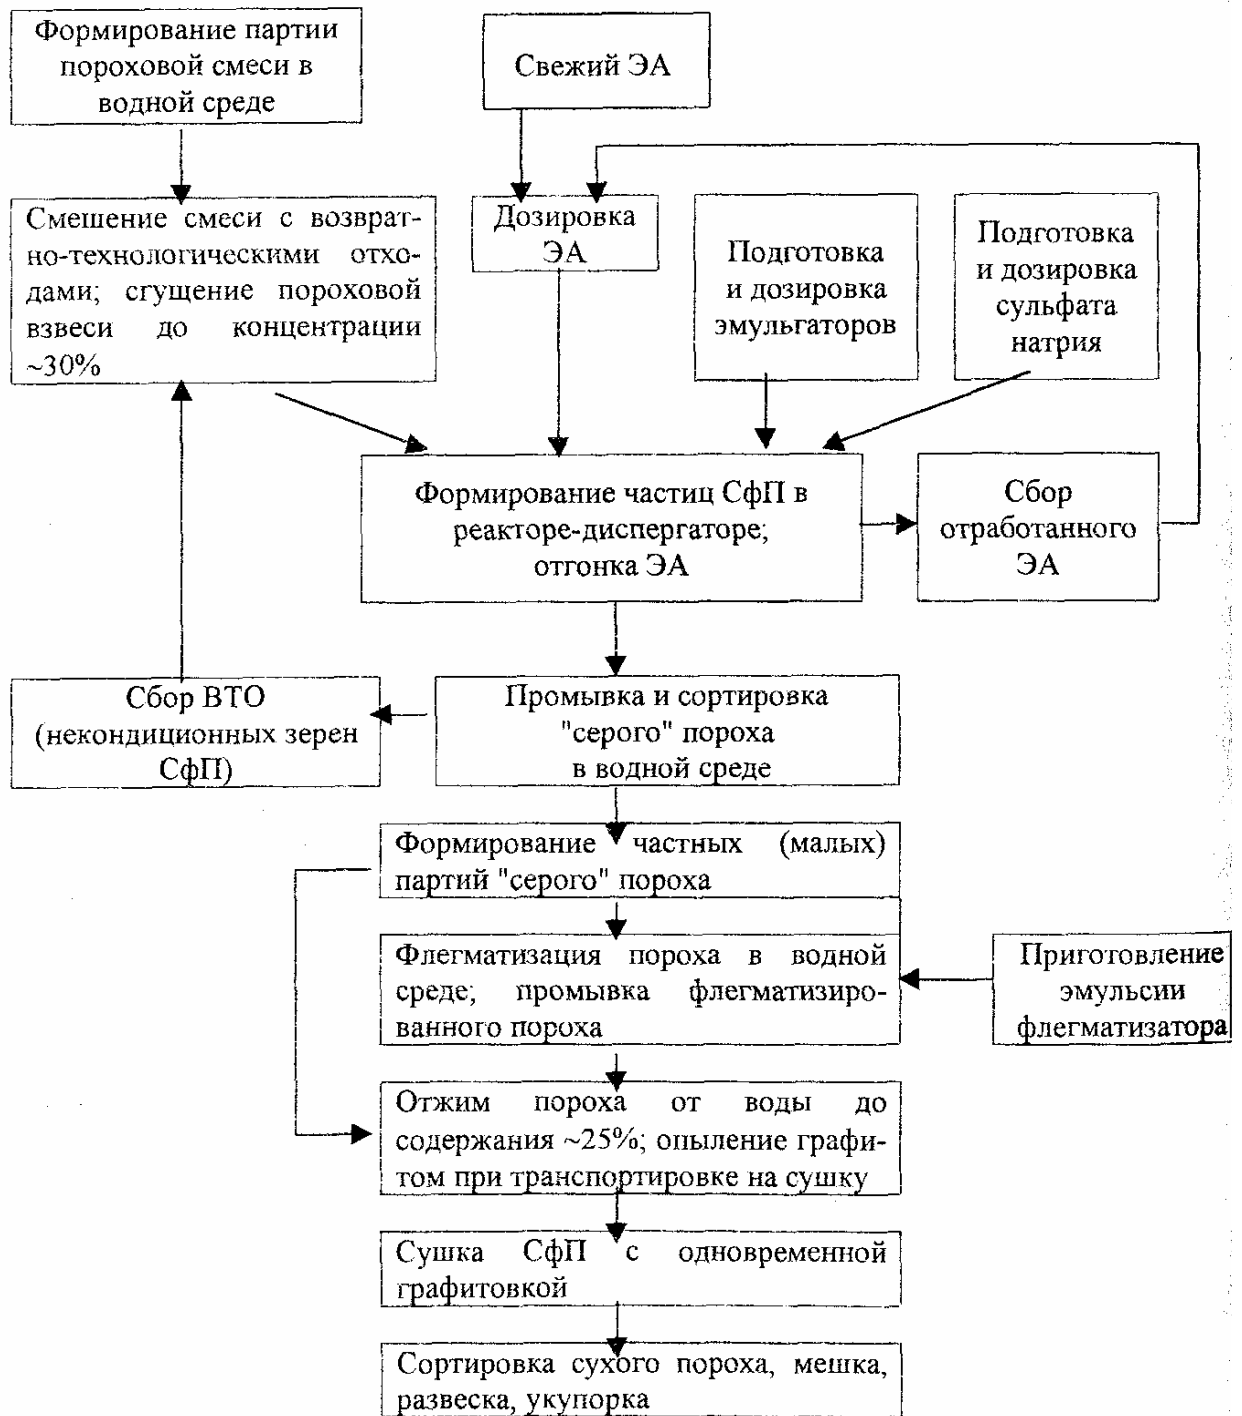 Формирование партии
пороховой смеси в
водной среде
Свежий ЭА
Смешение смеси с возврат-
но-технологическими отхо-
дами; сгущение пороховой
взвеси до концентрации
~30%
Дозировка
ЭА
Подготовка
и дозировка
эмульгаторов
Подготовка
и дозировка
сульфата
натрия
Формирование частиц СфП в
реакторе-диспергаторе;
отгонка ЭА
Сбор
отработанного
ЭА
Сбор ВТО
(некондиционных зерен
СфП)
Промывка и сортировка
"серого" пороха
в водной среде
Формирование частных (малых)
партий "серого" пороха
Флегматизация пороха в водной
среде; промывка флегматизиро-
ванного пороха
Приготовление
эмульсии
флегматизатора
Отжим пороха от воды до
содержания ~25%; опыление графи-
том при транспортировке на сушку
Сушка СфП с одновременной
графитовкой
Сортировка сухого пороха, мешка,
развеска, укупорка